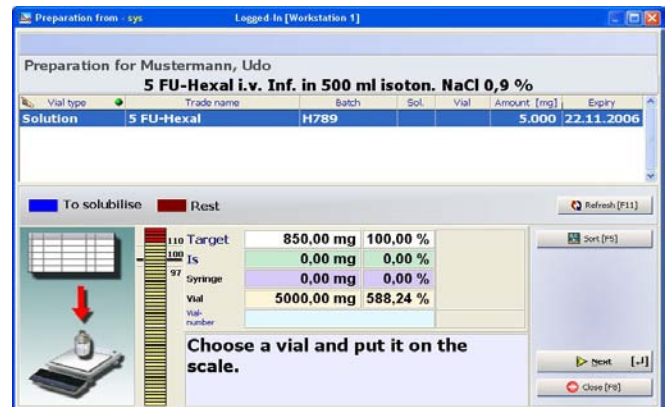 Preparation from - sys Logged-In [Workstation 1]
Preparation for Mustermann, Udo
5 FU-Hexal i.v. Inf. in 500 ml isoton. NaCl 0,9 %
Vial type Trade name Batch Sol. Vial Amount [mg] Expiry
Solution 5 FU-Hexal H789 5.000 22.11.2006
To solubilise Rest Refresh [F11]
110 Target 850,00 mg 100,00 % Sort [F5]
100 Is 0,00 mg 0,00 %
97 Syringe 0,00 mg 0,00 %
Vial 5000,00 mg 588,24 %
Vial-
number
Choose a vial and put it on the
scale.
Next [↲]
Close [F8]